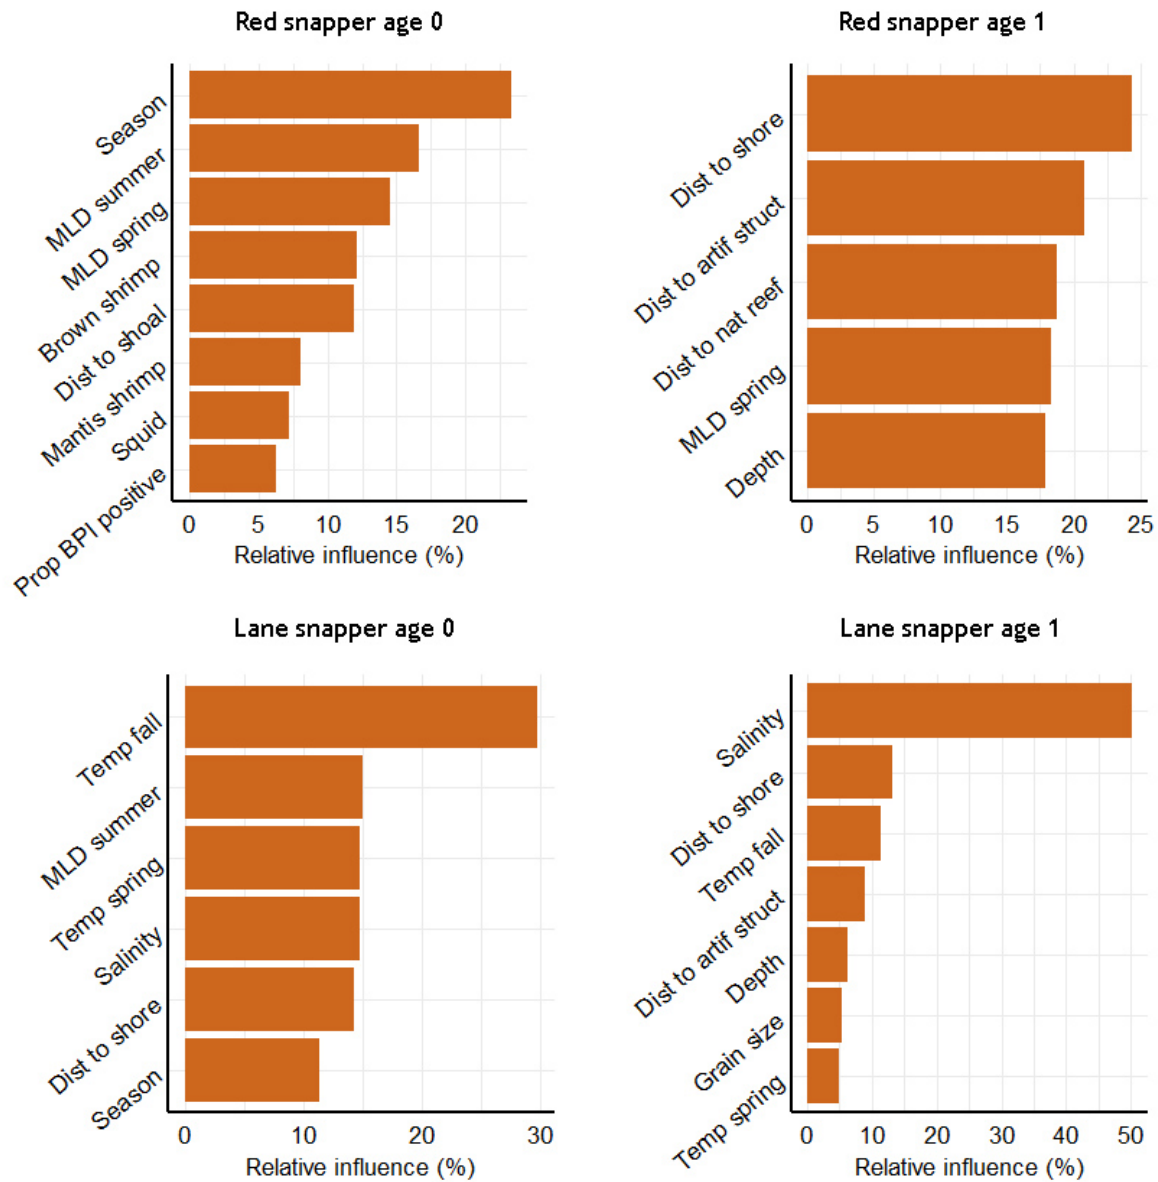 Red snapper age 0
Season
MLD summer
MLD spring
Brown shrimp
Dist to shoal
Mantis shrimp
Squid
Prop BPI positive
0 5 10 15 20
Relative influence (%)
Red snapper age 1
Dist to shore
Dist to artif struct
Dist to nat reef
MLD spring
Depth
0 5 10 15 20 25
Relative influence (%)
Lane snapper age 0
Temp fall
MLD summer
Temp spring
Salinity
Dist to shore
Season
0 10 20 30
Relative influence (%)
Lane snapper age 1
Salinity
Dist to shore
Temp fall
Dist to artif struct
Depth
Grain size
Temp spring
0 10 20 30 40 50
Relative influence (%)